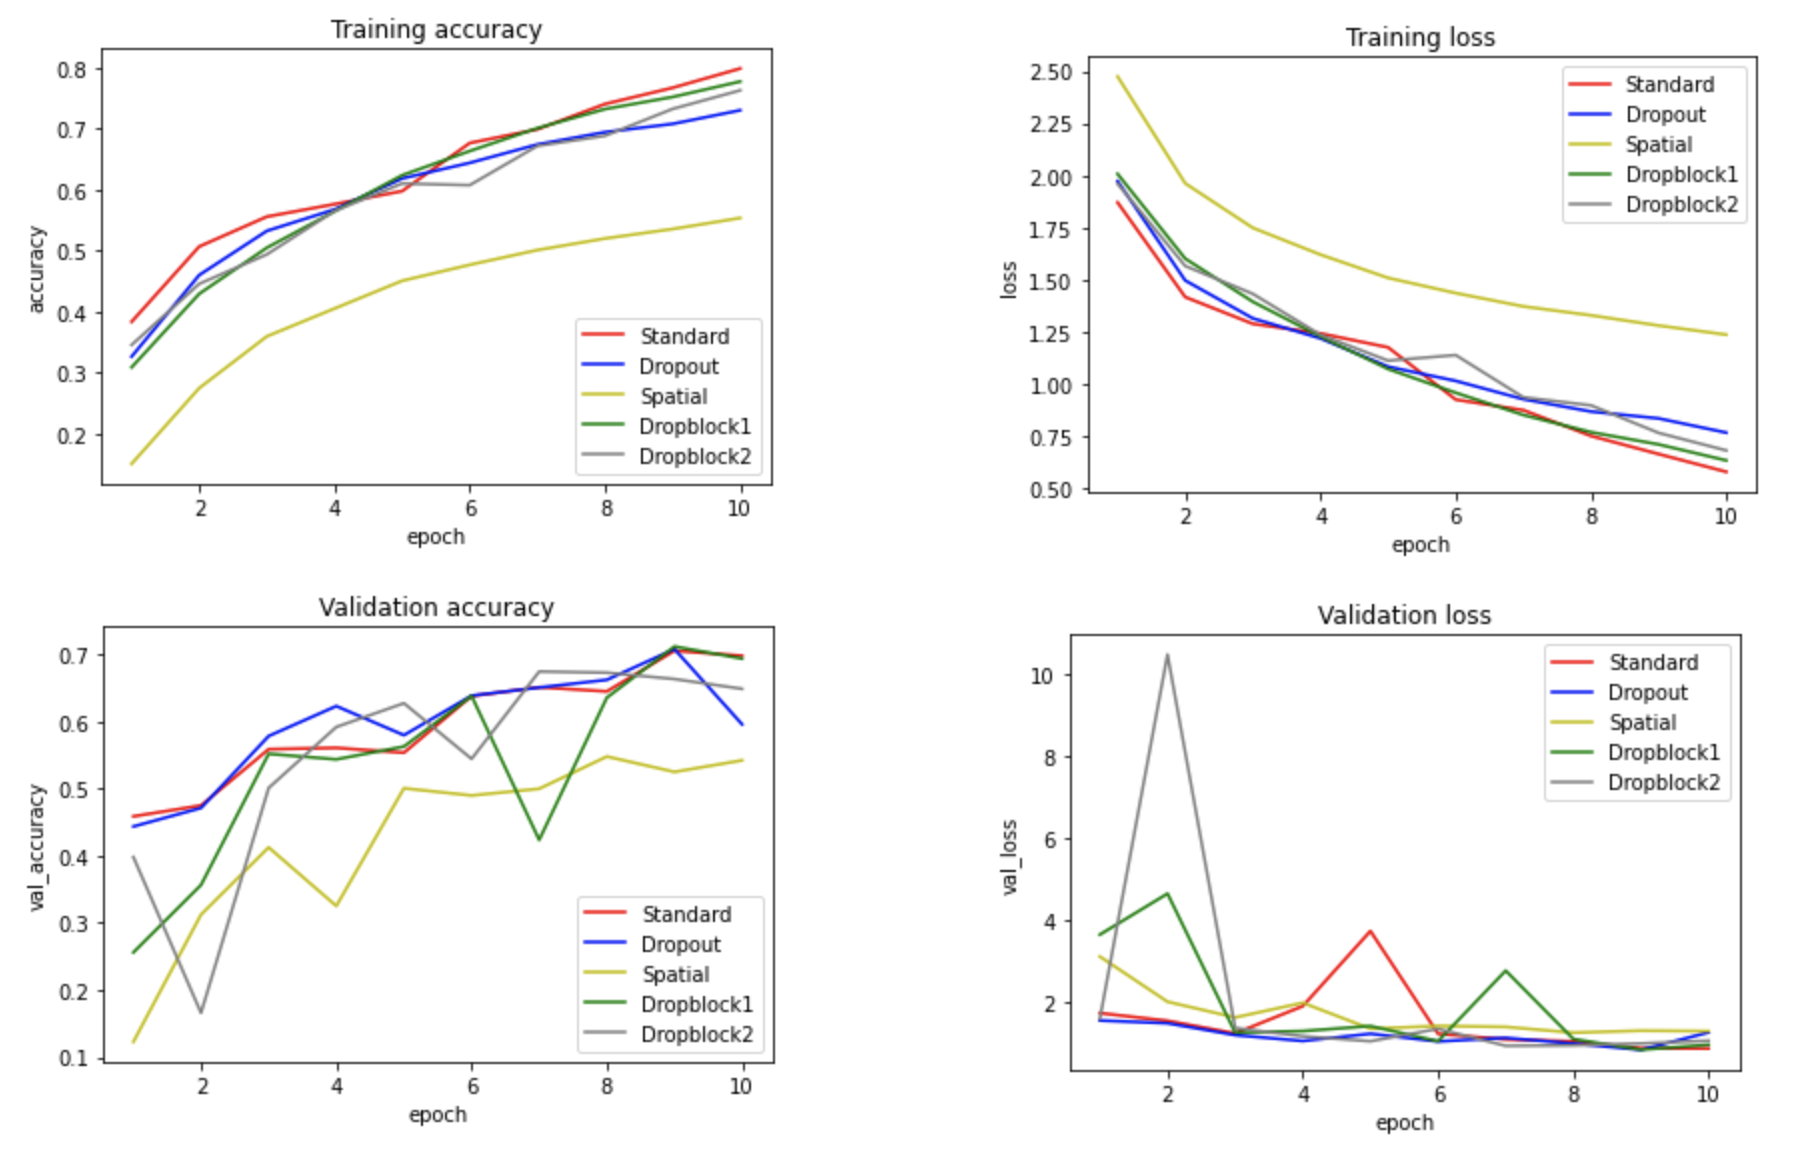 Training accuracy
accuracy
0.8
0.7
0.6
0.5
0.4
0.3
0.2
Standard
Dropout
Spatial
Dropblock1
Dropblock2
2 4 6 8 10
epoch
Training loss
loss
2.50
2.25
2.00
1.75
1.50
1.25
1.00
0.75
0.50
Standard
Dropout
Spatial
Dropblock1
Dropblock2
2 4 6 8 10
epoch
Validation accuracy
val_accuracy
0.7
0.6
0.5
0.4
0.3
0.2
0.1
Standard
Dropout
Spatial
Dropblock1
Dropblock2
2 4 6 8 10
epoch
Validation loss
val_loss
10
8
6
4
2
Standard
Dropout
Spatial
Dropblock1
Dropblock2
2 4 6 8 10
epoch